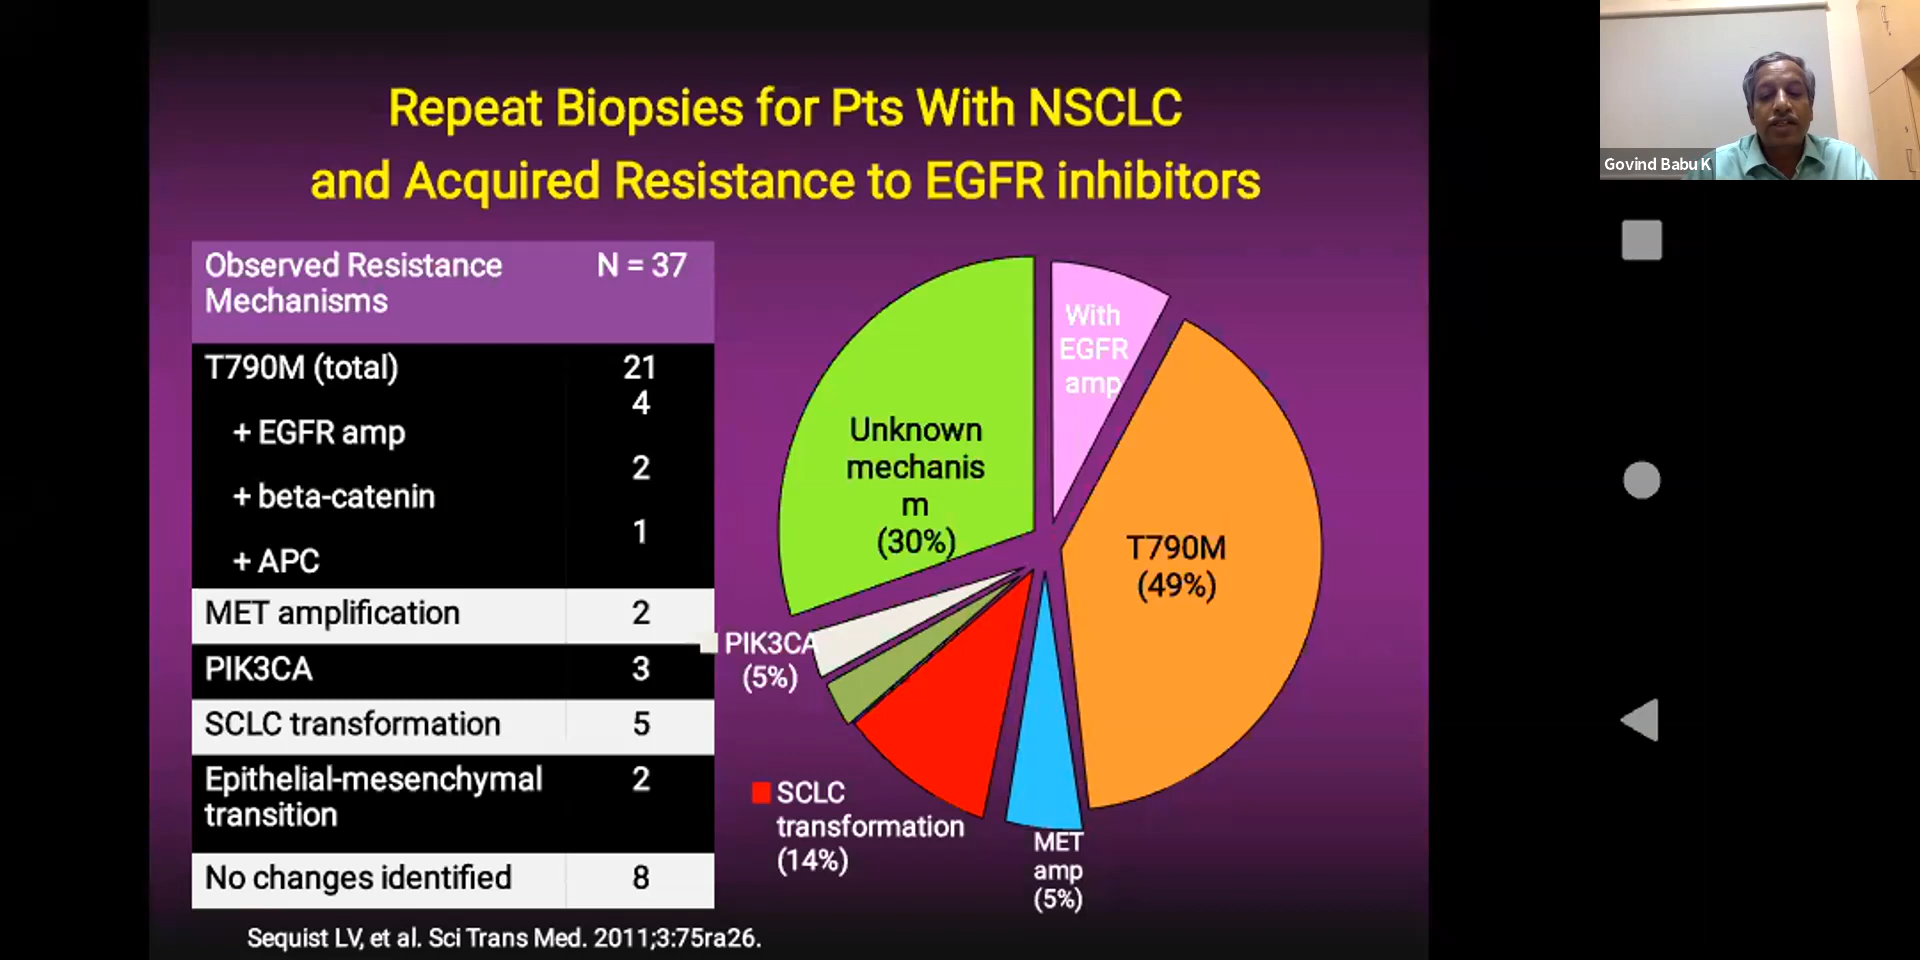 Repeat Biopsies for Pts With NSCLC
and Acquired Resistance to EGFR inhibitors
Govind Babu K
Observed Resistance
Mechanisms
N = 37
T790M (total) 21
4
+ EGFR amp
2
+ beta-catenin
1
+ APC
MET amplification 2
PIK3CA 3
SCLC transformation 5
Epithelial-mesenchymal 2
transition
No changes identified 8
With
EGFR
amp
Unknown
mechanis
m
(30%)
T790M
(49%)
PIK3CA
(5%)
SCLC
transformation
(14%)
MET
amp
(5%)
Sequist LV, et al. Sci Trans Med. 2011;3:75ra26.